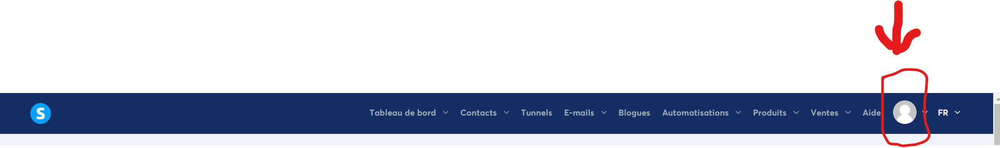 S Tableau de bord Contacts Tunnels E-mails Blogues Automatisations Produits Ventes Aide FR